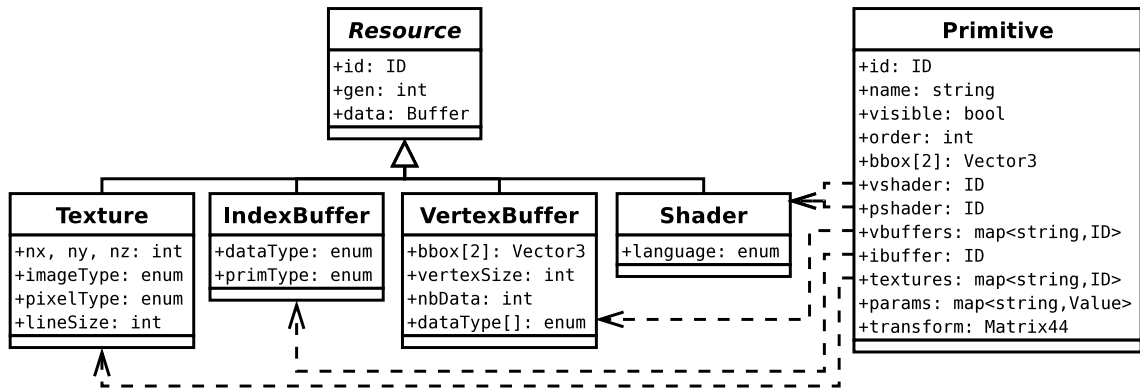 Resource
+id: ID
+gen: int
+data: Buffer
Primitive
+id: ID
+name: string
+visible: bool
+order: int
+bbox[2]: Vector3
+vshader: ID
+pshader: ID
+vbuffers: map<string,ID>
+ibuffer: ID
+textures: map<string,ID>
+params: map<string,Value>
+transform: Matrix44
Texture
+nx, ny, nz: int
+imageType: enum
+pixelType: enum
+lineSize: int
IndexBuffer
+dataType: enum
+primType: enum
VertexBuffer
+bbox[2]: Vector3
+vertexSize: int
+nbData: int
+dataType[]: enum
Shader
+language: enum